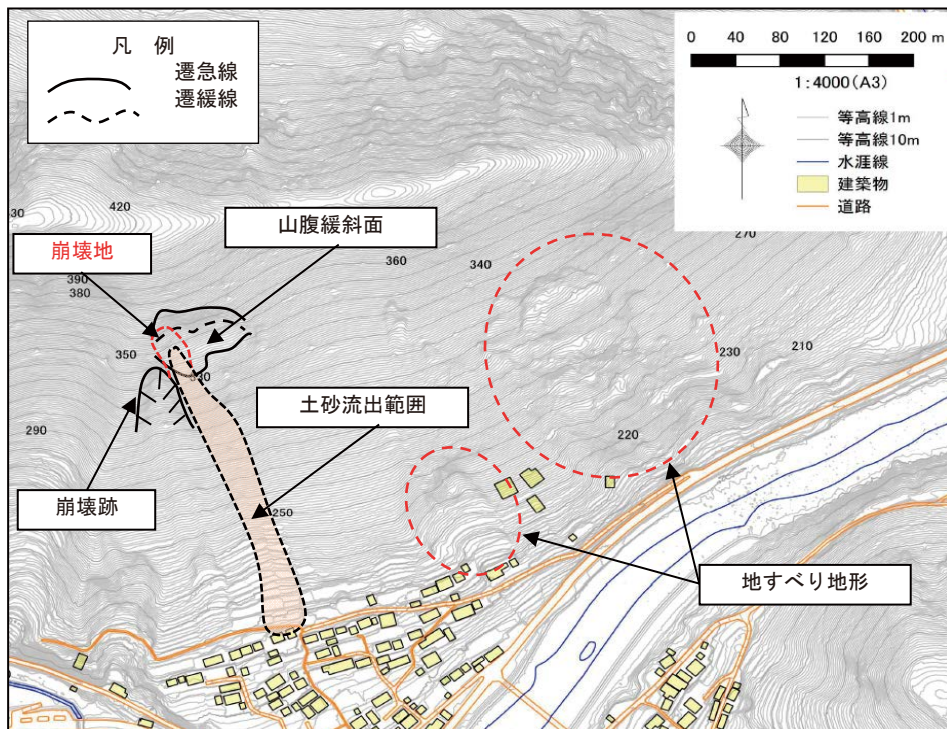 凡 例
遷急線
遷緩線
0 40 80 120 160 200 m
1:4000(A3)
等高線1m
等高線10m
水涯線
建築物
道路
420
30
山腹緩斜面
崩壊地
270
360
340
390
380
350
330
230
210
土砂流出範囲
290
220
崩壊跡
250
地すべり地形